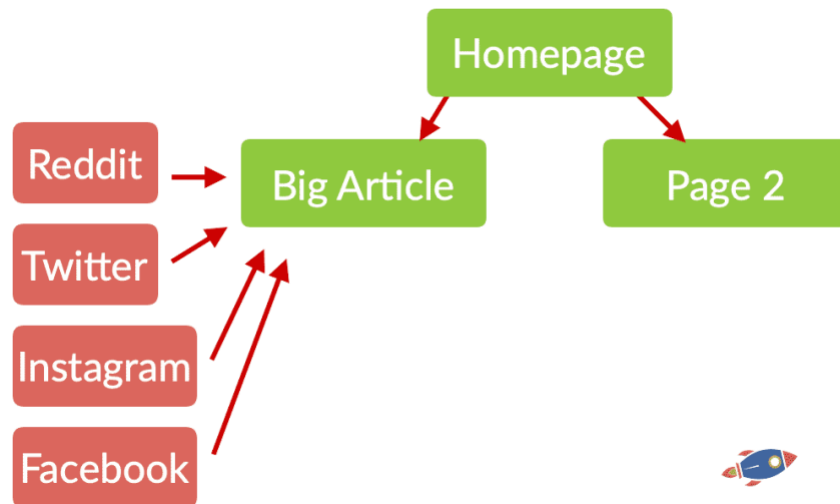 Homepage
Reddit
Big Article
Page 2
Twitter
Instagram
Facebook